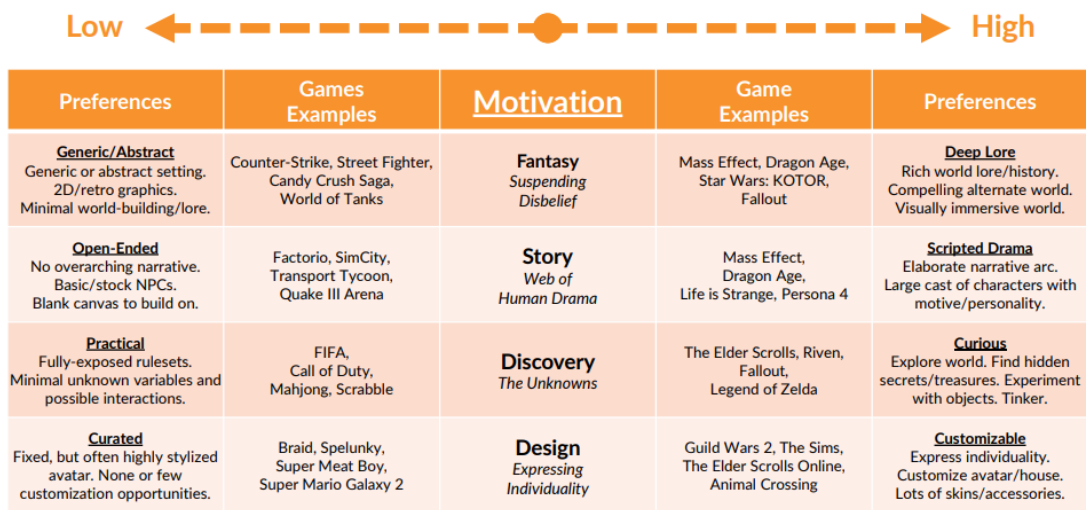 Low
High
Preferences
Games
Examples
Motivation
Game
Examples
Preferences
Generic/Abstract
Generic or abstract setting.
2D/retro graphics.
Minimal world-building/lore.
Counter-Strike, Street Fighter,
Candy Crush Saga,
World of Tanks
Fantasy
Suspending
Disbelief
Mass Effect, Dragon Age,
Star Wars: KOTOR,
Fallout
Deep Lore
Rich world lore/history.
Compelling alternate world.
Visually immersive world.
Open-Ended
No overarching narrative.
Basic/stock NPCs.
Blank canvas to build on.
Factorio, SimCity,
Transport Tycoon,
Quake III Arena
Story
Web of
Human Drama
Mass Effect,
Dragon Age,
Life is Strange, Persona 4
Scripted Drama
Elaborate narrative arc.
Large cast of characters with
motive/personality.
Practical
Fully-exposed rulesets.
Minimal unknown variables and
possible interactions.
FIFA,
Call of Duty,
Mahjong, Scrabble
Discovery
The Unknowns
The Elder Scrolls, Riven,
Fallout,
Legend of Zelda
Curious
Explore world. Find hidden
secrets/treasures. Experiment
with objects. Tinker.
Curated
Fixed, but often highly stylized
avatar. None or few
customization opportunities.
Braid, Spelunky,
Super Meat Boy,
Super Mario Galaxy 2
Design
Expressing
Individuality
Guild Wars 2, The Sims,
The Elder Scrolls Online,
Animal Crossing
Customizable
Express individuality.
Customize avatar/house.
Lots of skins/accessories.